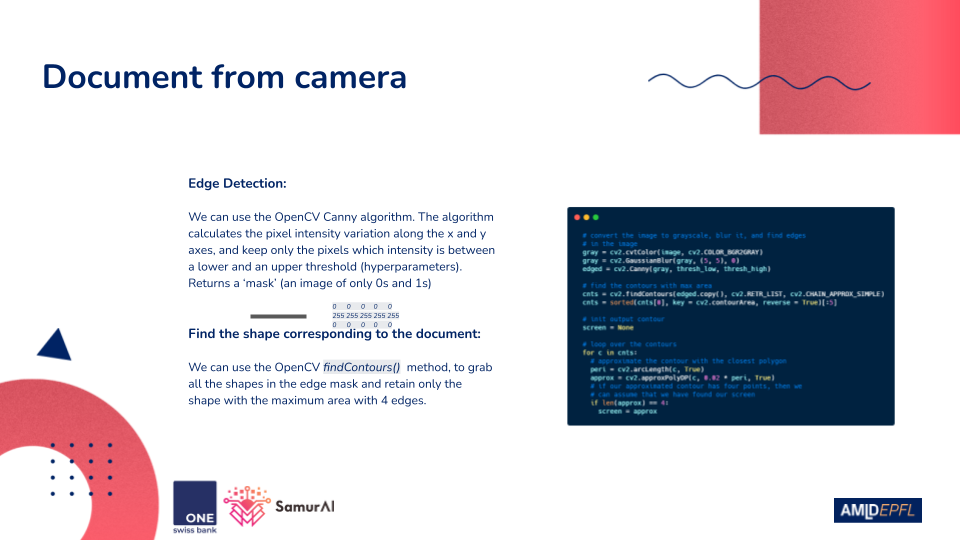 Document from camera
Edge Detection:
We can use the OpenCV Canny algorithm. The algorithm
calculates the pixel intensity variation along the x and y
axes, and keep only the pixels which intensity is between
a lower and an upper threshold (hyperparameters).
Returns a ‘mask’ (an image of only 0s and 1s)
0 0 0 0 0
255 255 255 255 255
0 0 0 0 0
Find the shape corresponding to the document:
We can use the OpenCV findContours() method, to grab
all the shapes in the edge mask and retain only the
shape with the maximum area with 4 edges.
# convert the image to grayscale, blur it, and find edges
# in the image
gray = cv2.cvtColor(image, cv2.COLOR_BGR2GRAY)
gray = cv2.GaussianBlur(gray, (5, 5), 0)
edged = cv2.Canny(gray, thresh_low, thresh_high)
# find the contours with max area
cnts = cv2.findContours(edged.copy(), cv2.RETR_LIST, cv2.CHAIN_APPROX_SIMPLE)
cnts = sorted(cnts[0], key = cv2.contourArea, reverse = True)[:5]
# init output contour
screen = None
# loop over the contours
for c in cnts:
# approximate the contour with the closest polygon
peri = cv2.arcLength(c, True)
approx = cv2.approxPolyDP(c, 0.02 * peri, True)
# if our approximated contour has four points, then we
# can assume that we have found our screen
if len(approx) == 4:
screen = approx
ONE
swiss bank
SamurAI
AMLD EPFL